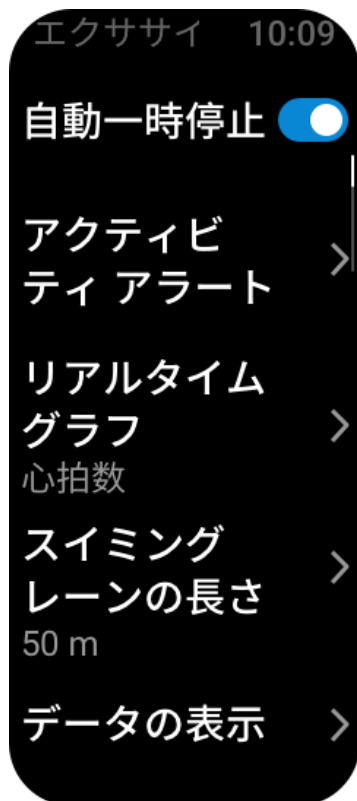 エクササイ 10:09
自動一時停止
アクティビ
ティ アラート
リアルタイム
グラフ
心拍数
スイミング
レーンの長さ
50 m
データの表示